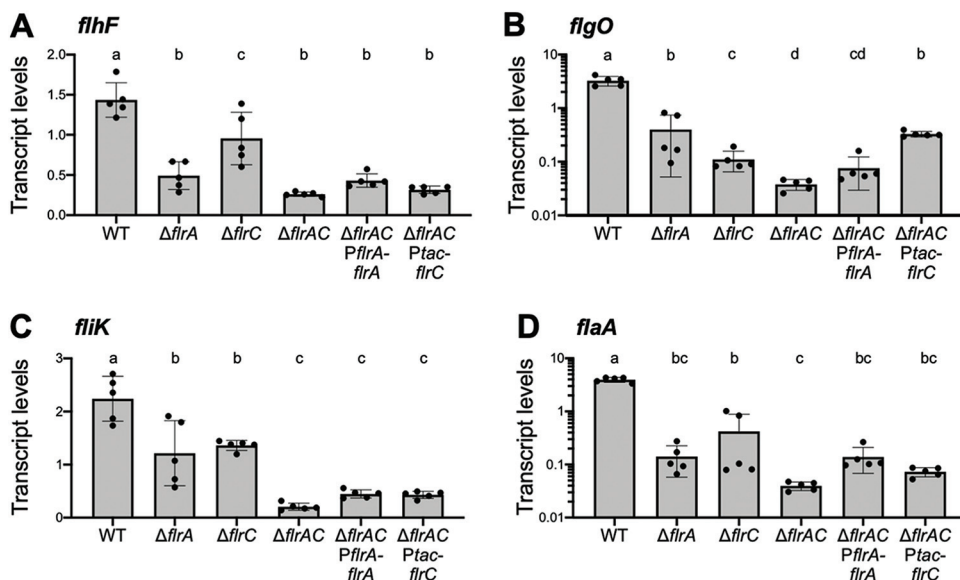 A flhF
Transcript levels
2.0
1.5
1.0
0.5
0.0
a b c b b b
WT ΔflrA ΔflrC ΔflrAC ΔflrAC ΔflrAC
PflrA- Ptac-
flrA flrC
B flgO
Transcript levels
10
1
0.1
0.01
a b c d cd b
WT ΔflrA ΔflrC ΔflrAC ΔflrAC ΔflrAC
PflrA- Ptac-
flrA flrC
C fliK
Transcript levels
3
2
1
0
a b b c c c
WT ΔflrA ΔflrC ΔflrAC ΔflrAC ΔflrAC
PflrA- Ptac-
flrA flrC
D flaA
Transcript levels
10
1
0.1
0.01
a bc b c bc bc
WT ΔflrA ΔflrC ΔflrAC ΔflrAC ΔflrAC
PflrA- Ptac-
flrA flrC